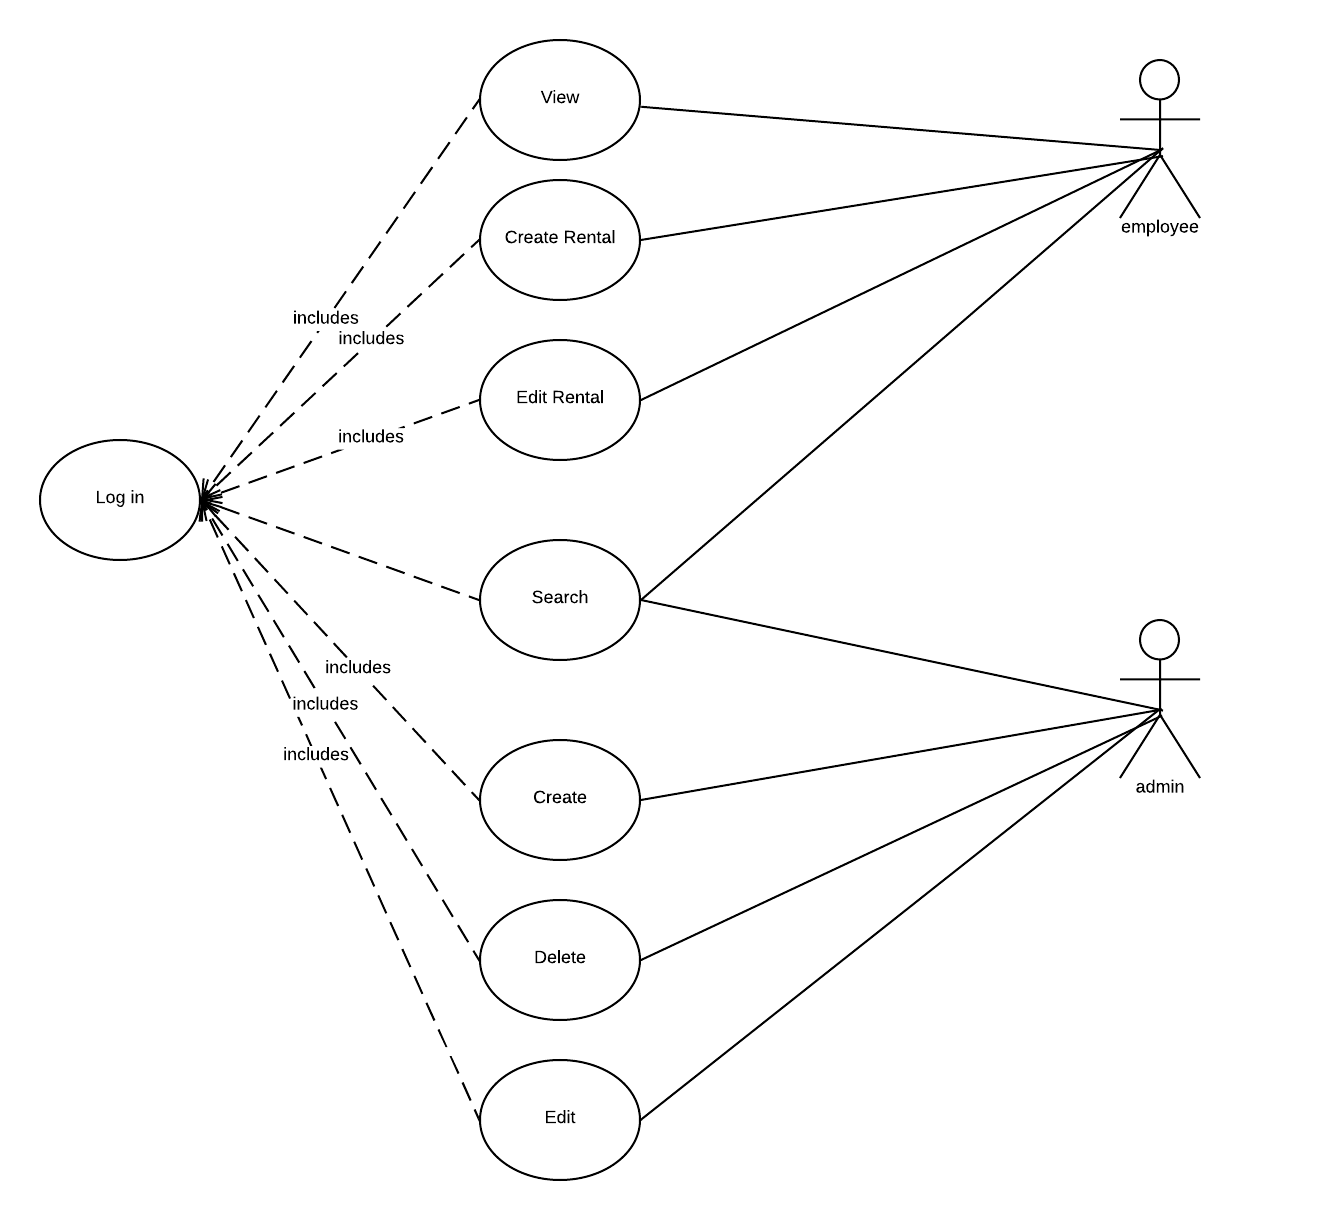 View
employee
Create Rental
includes
includes
Edit Rental
includes
Log in
Search
includes
includes
includes
admin
Create
Delete
Edit